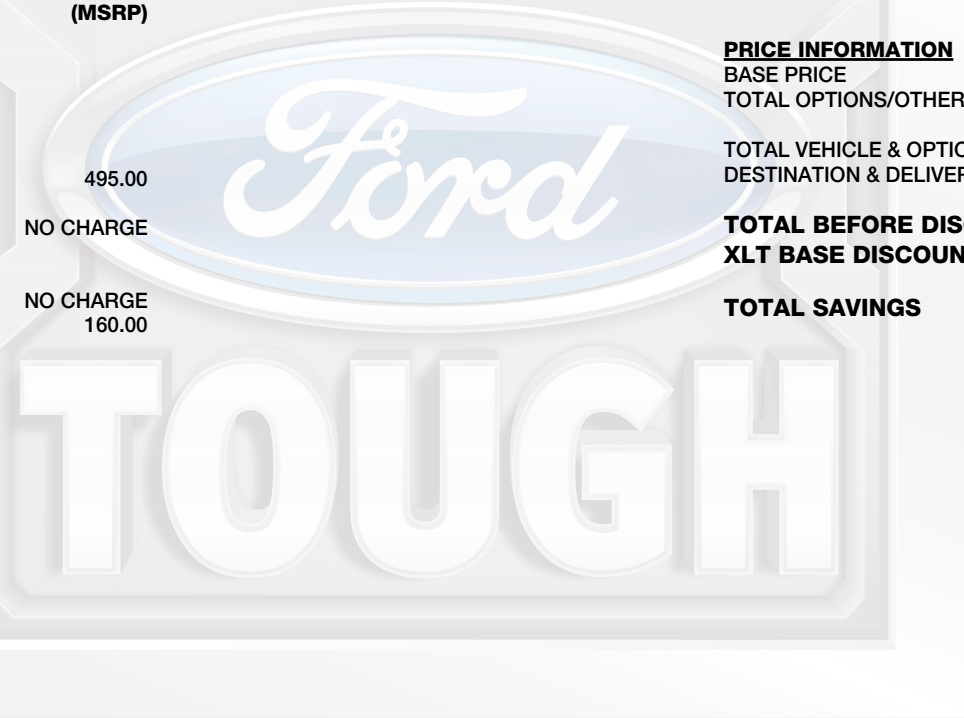 (MSRP)
495.00
NO CHARGE
NO CHARGE
160.00
PRICE INFORMATION
BASE PRICE
TOTAL OPTIONS/OTHER
TOTAL VEHICLE & OPTIO
DESTINATION & DELIVER
TOTAL BEFORE DIS
XLT BASE DISCOUN
TOTAL SAVINGS
Ford
TOUGH